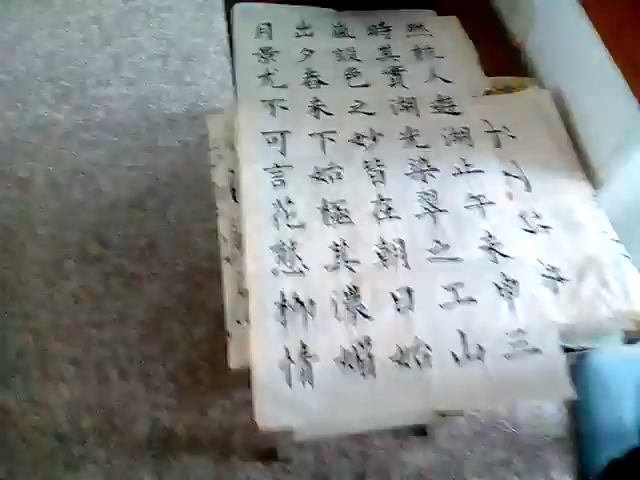 然杭人遊湖止午未申三
時其實湖光染翠之工山
嵐設色之妙皆在朝日始
出夕春未下始極其濃媚
月景尤不可言花態柳情